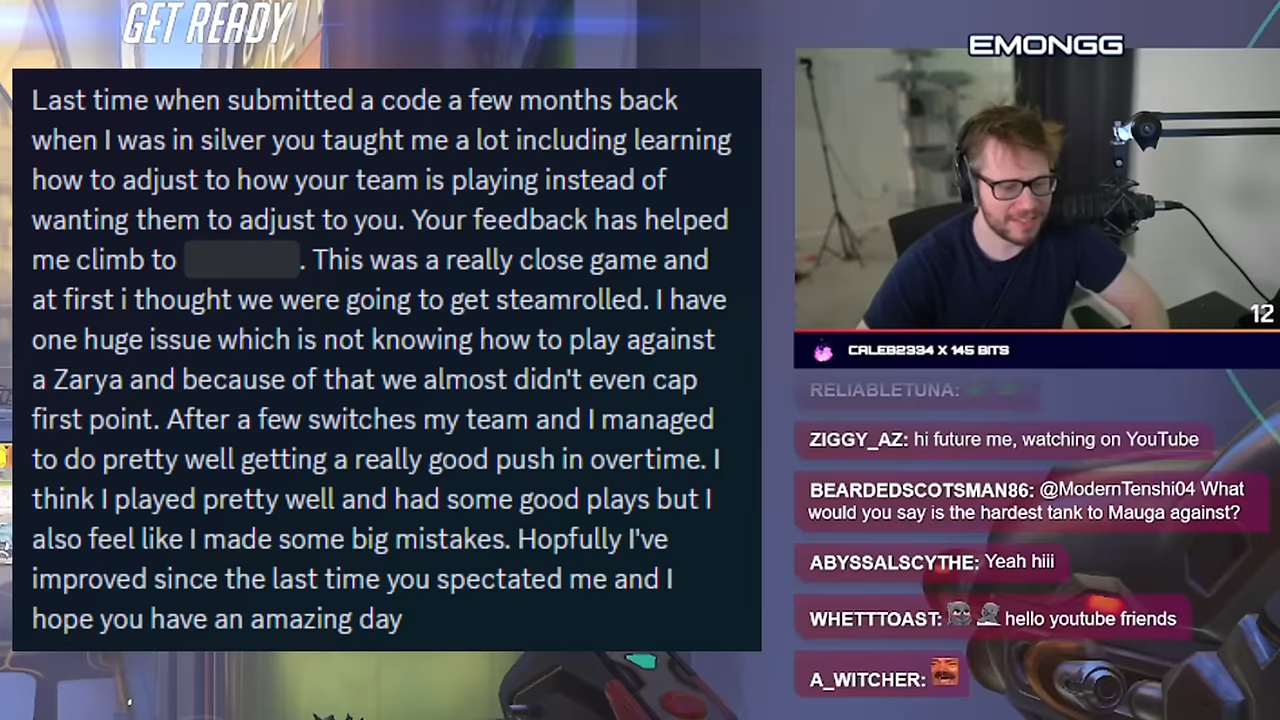 GET READY
Last time when submitted a code a few months back
when I was in silver you taught me a lot including learning
how to adjust to how your team is playing instead of
wanting them to adjust to you. Your feedback has helped
me climb to . This was a really close game and
at first i thought we were going to get steamrolled. I have
one huge issue which is not knowing how to play against
a Zarya and because of that we almost didn't even cap
first point. After a few switches my team and I managed
to do pretty well getting a really good push in overtime. I
think I played pretty well and had some good plays but I
also feel like I made some big mistakes. Hopfully I've
improved since the last time you spectated me and I
hope you have an amazing day
EMONGG
12
CALEB2334 X 145 BITS
RELIABLETUNA:
ZIGGY_AZ: hi future me, watching on YouTube
BEARDEDSCOTSMAN86: @ModernTenshi04 What
would you say is the hardest tank to Mauga against?
ABYSSALSCYTHE: Yeah hiii
WHETTTOAST: hello youtube friends
A_WITCHER: